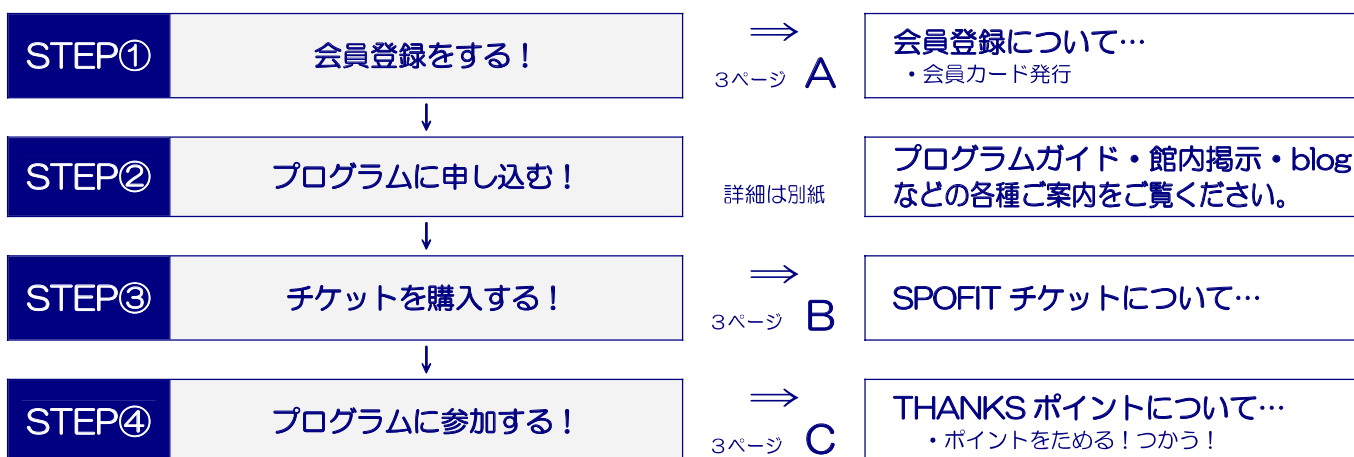 STEP① 会員登録をする！ ⇒ 会員登録について…
3ページ A ・会員カード発行
↓
STEP② プログラムに申し込む！ 詳細は別紙 プログラムガイド・館内掲示・blog
などの各種ご案内をご覧ください。
↓
STEP③ チケットを購入する！ ⇒ SPOFIT チケットについて…
3ページ B
↓
STEP④ プログラムに参加する！ ⇒ THANKS ポイントについて…
3ページ C ・ポイントをためる！つかう！